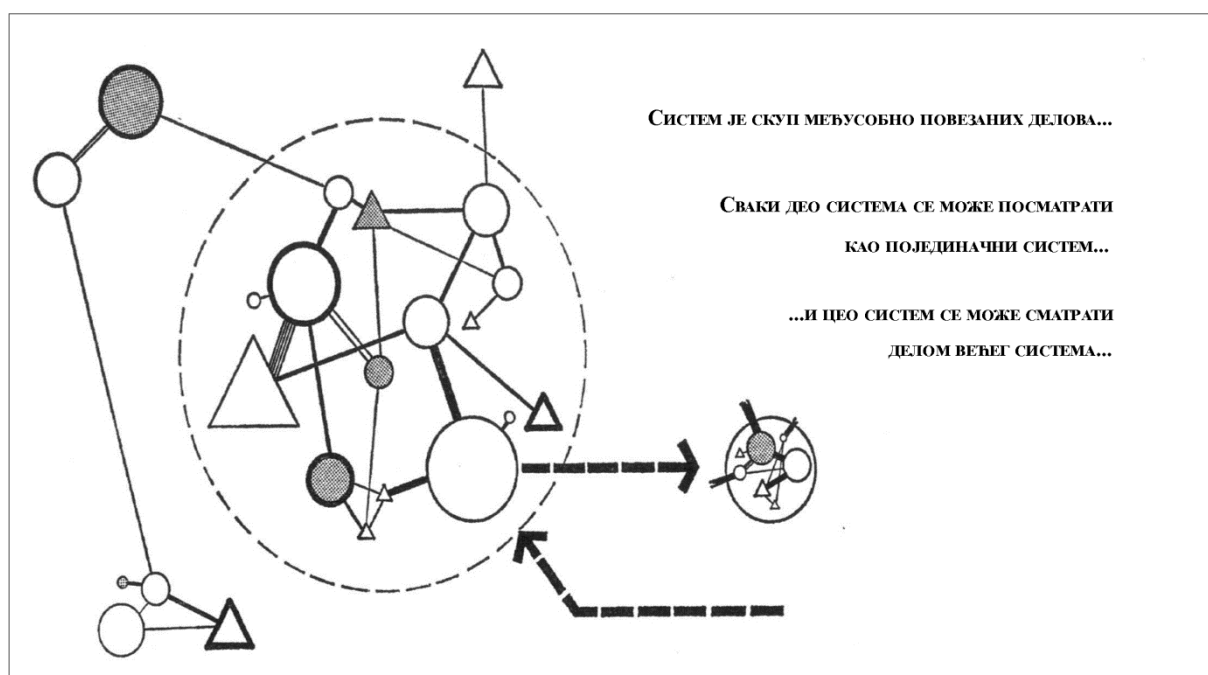 Систем је скуп међусобно повезаних делова...
Сваки део система се може посматрати
као појединачни систем...
...и цео систем се може сматрати
делом већег система...